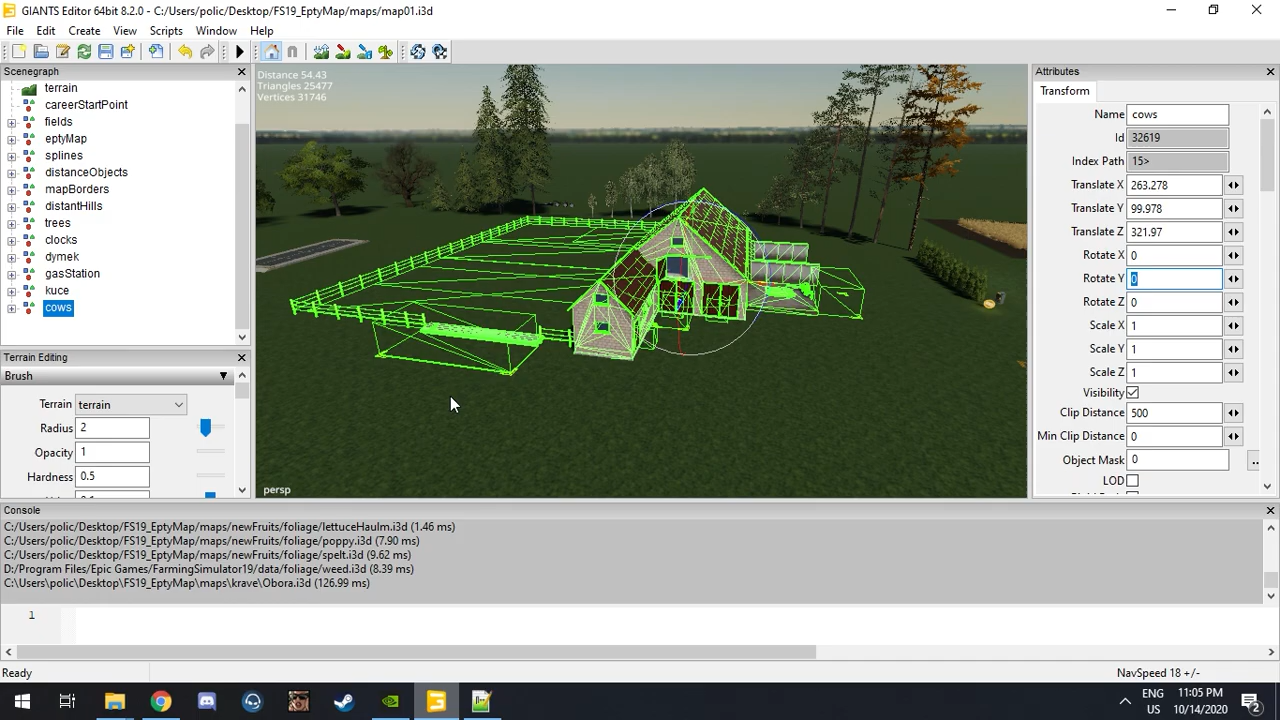 GIANTS Editor 64bit 8.2.0 - C:/Users/polic/Desktop/FS19_EptyMap/maps/map01.i3d
File Edit Create View Scripts Window Help
Scenegraph
terrain
careerStartPoint
fields
eptyMap
splines
distanceObjects
mapBorders
distantHills
trees
clocks
dymek
gasStation
kuce
cows
Terrain Editing
Brush
Terrain terrain
Radius 2
Opacity 1
Hardness 0.5
Distance 54.43
Triangles 25477
Vertices 31746
persp
Attributes
Transform
Name cows
Id 32619
Index Path 15>
Translate X 263.278
Translate Y 99.978
Translate Z 321.97
Rotate X 0
Rotate Y 0
Rotate Z 0
Scale X 1
Scale Y 1
Scale Z 1
Visibility
Clip Distance 500
Min Clip Distance 0
Object Mask 0
..
LOD
Console
C:/Users/polic/Desktop/FS19_EptyMap/maps/newFruits/foliage/lettuceHaulm.i3d (1.46 ms)
C:/Users/polic/Desktop/FS19_EptyMap/maps/newFruits/foliage/poppy.i3d (7.90 ms)
C:/Users/polic/Desktop/FS19_EptyMap/maps/newFruits/foliage/spelt.i3d (9.62 ms)
D:/Program Files/Epic Games/FarmingSimulator19/data/foliage/weed.i3d (8.39 ms)
C:\Users\polic\Desktop\FS19_EptyMap\maps\krave\Obora.i3d (126.99 ms)
1
Ready
NavSpeed 18 +/-
ENG
US
11:05 PM
10/14/2020
2